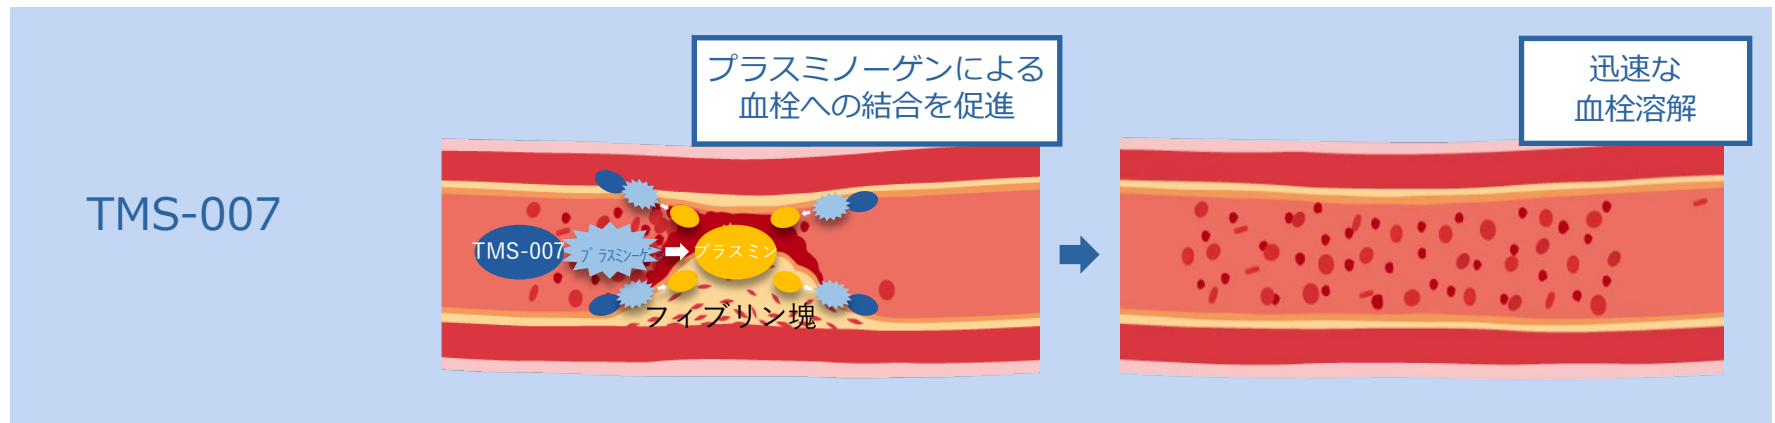 プラスミノーゲンによる
血栓への結合を促進
迅速な
血栓溶解
TMS-007
TMS-007
プラスミノーゲン
プラスミン
フィブリン塊